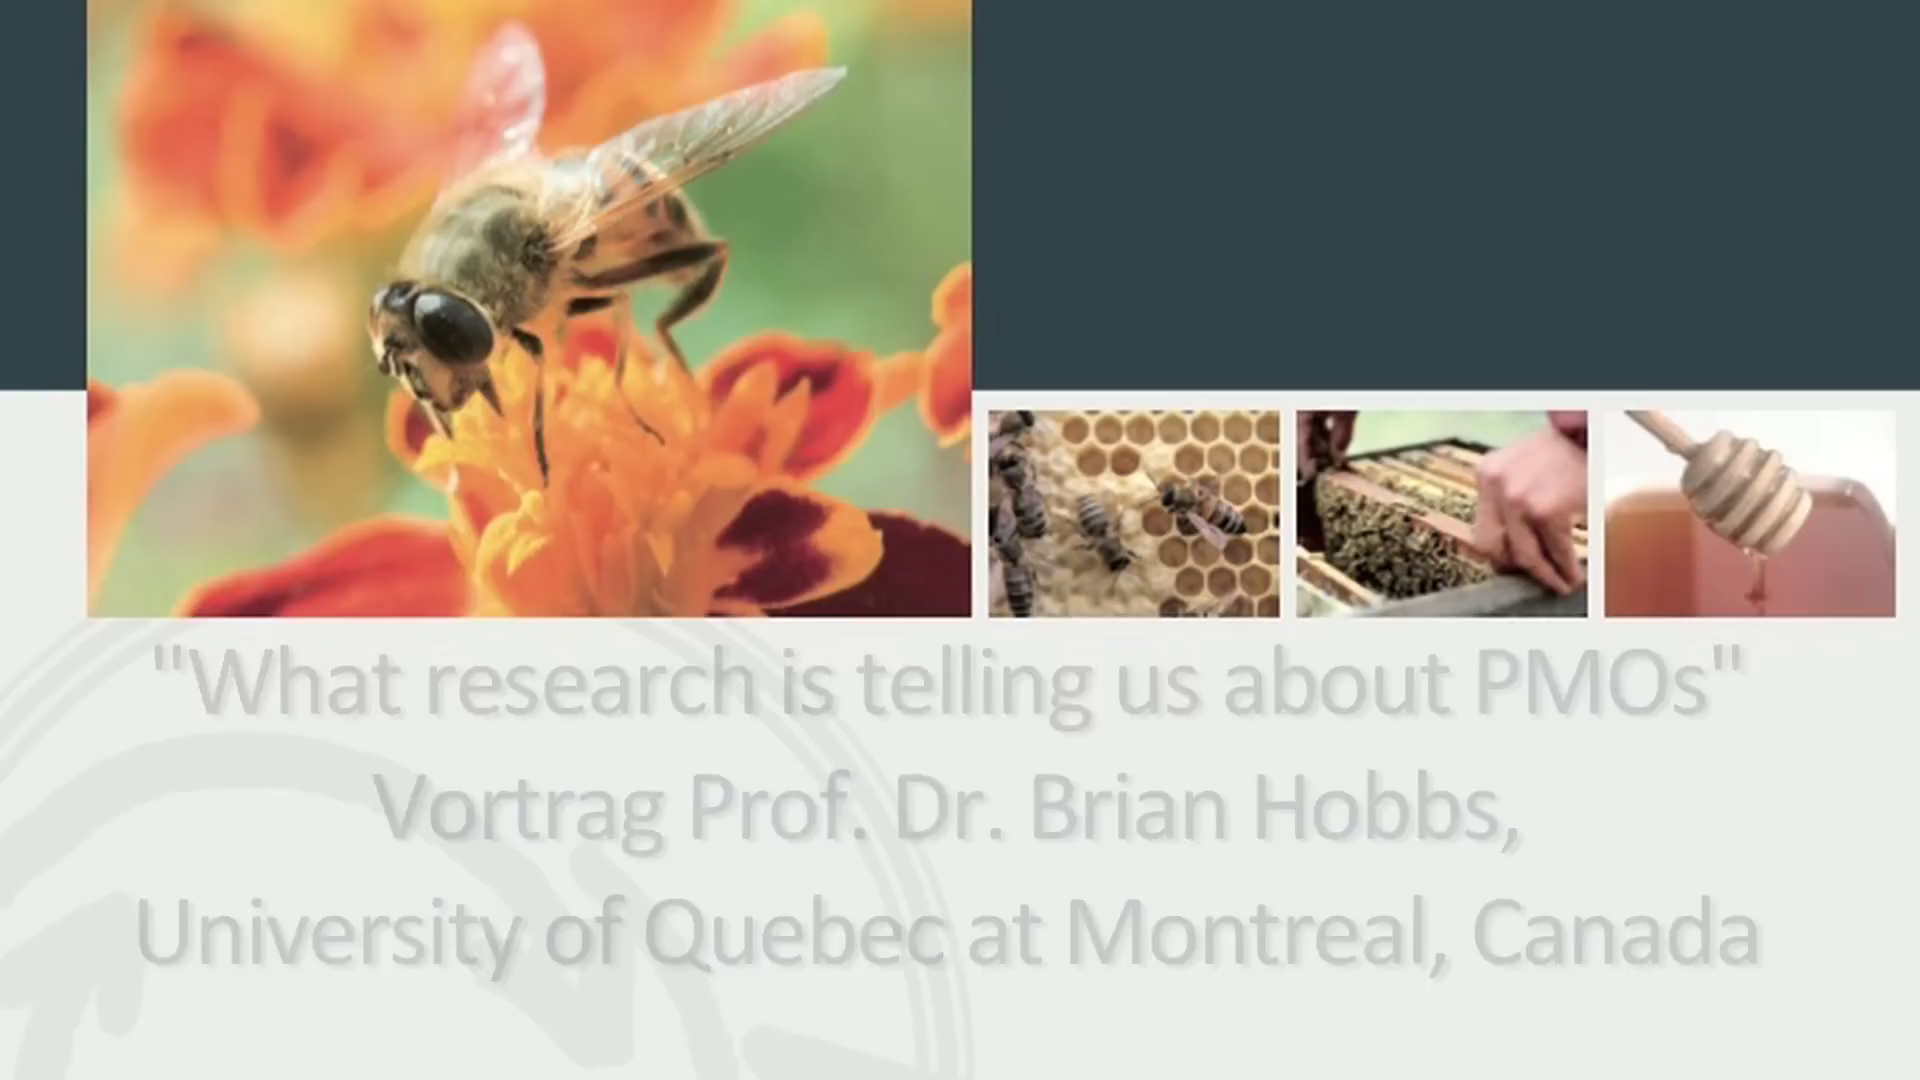 "What research is telling us about PMOs"
Vortrag Prof. Dr. Brian Hobbs,
University of Quebec at Montreal, Canada